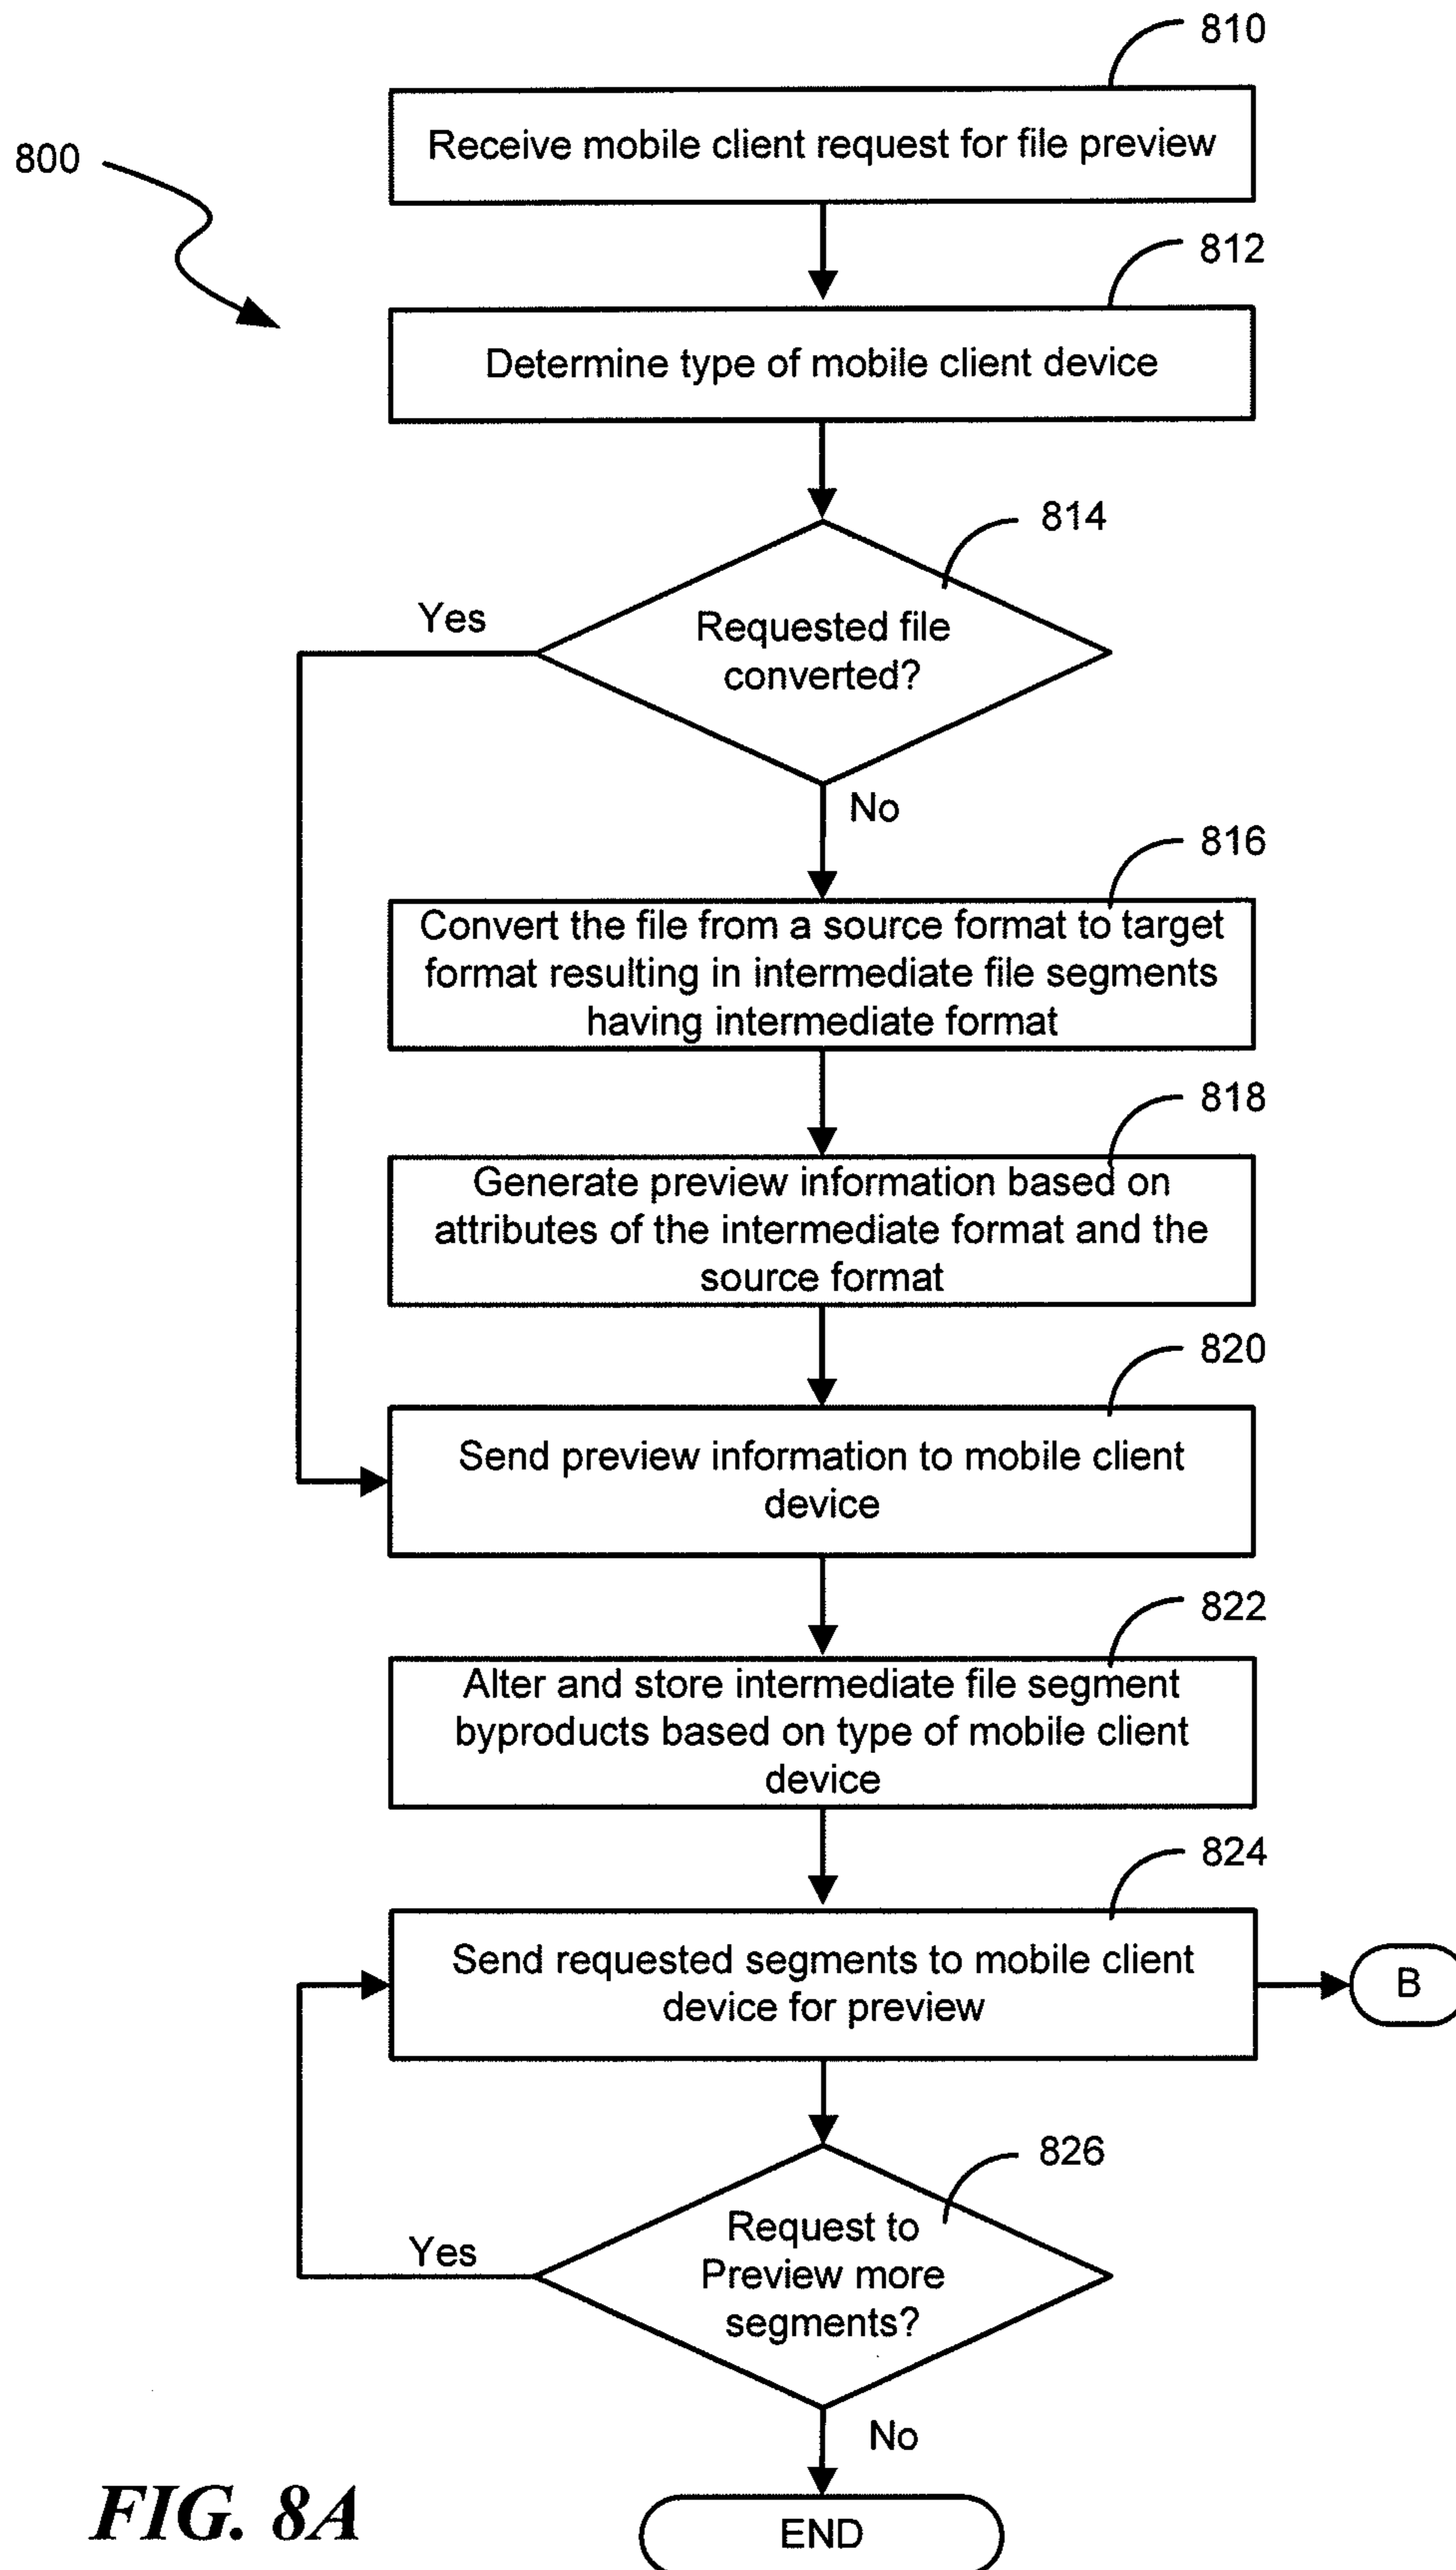 810
Receive mobile client request for file preview
800
812
Determine type of mobile client device
814
Yes
Requested file
converted?
No
816
Convert the file from a source format to target
format resulting in intermediate file segments
having intermediate format
818
Generate preview information based on
attributes of the intermediate format and the
source format
820
Send preview information to mobile client
device
822
Alter and store intermediate file segment
byproducts based on type of mobile client
device
824
Send requested segments to mobile client
device for preview
B
826
Yes
Request to
Preview more
segments?
No
FIG. 8A
END